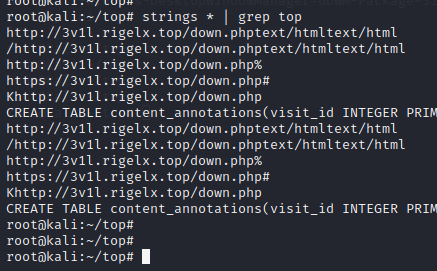 root@kali:~/top# strings * | grep top
http://3v1l.rigelx.top/down.phptext/htmltext/html
/http://3v1l.rigelx.top/down.phptext/htmltext/html
http://3v1l.rigelx.top/down.php%
https://3v1l.rigelx.top/down.php#
Khttp://3v1l.rigelx.top/down.php
CREATE TABLE content_annotations(visit_id INTEGER PRIM
http://3v1l.rigelx.top/down.phptext/htmltext/html
/http://3v1l.rigelx.top/down.phptext/htmltext/html
http://3v1l.rigelx.top/down.php%
https://3v1l.rigelx.top/down.php#
Khttp://3v1l.rigelx.top/down.php
CREATE TABLE content_annotations(visit_id INTEGER PRIM
root@kali:~/top#
root@kali:~/top#
root@kali:~/top#